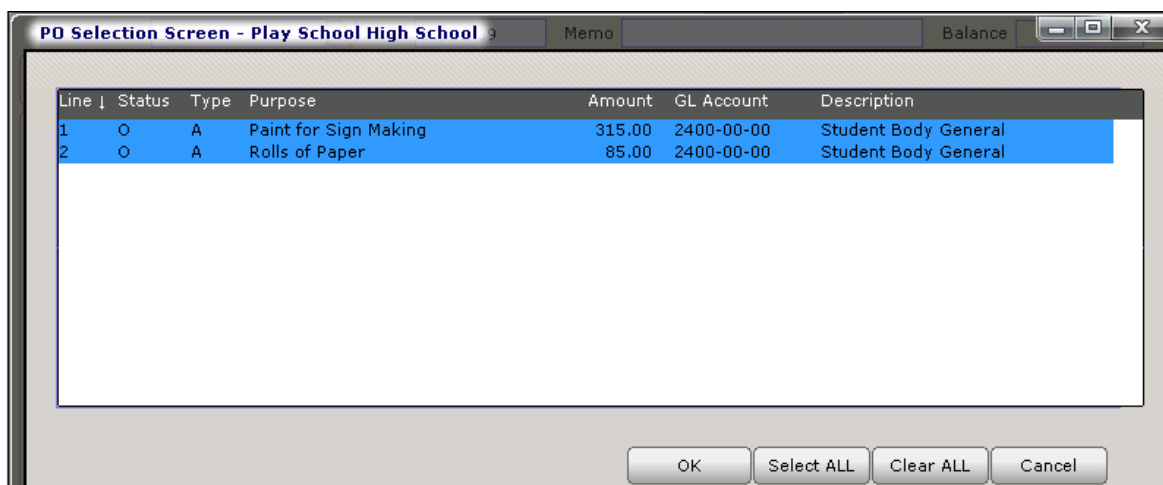 PO Selection Screen - Play School High School 9 Memo Balance X
Line ↓ Status Type Purpose Amount GL Account Description
1 O A Paint for Sign Making 315.00 2400-00-00 Student Body General
2 O A Rolls of Paper 85.00 2400-00-00 Student Body General
OK Select ALL Clear ALL Cancel